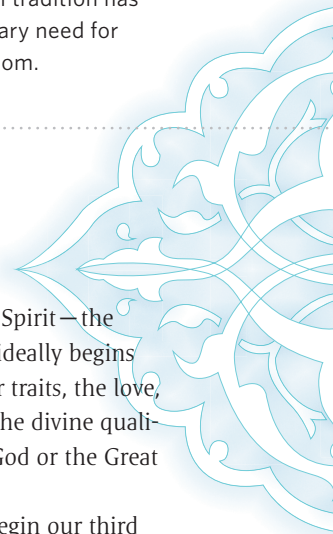 n tradition has
ary need for
om.
Spirit—the
ideally begins
r traits, the love,
he divine quali-
God or the Great
egin our third